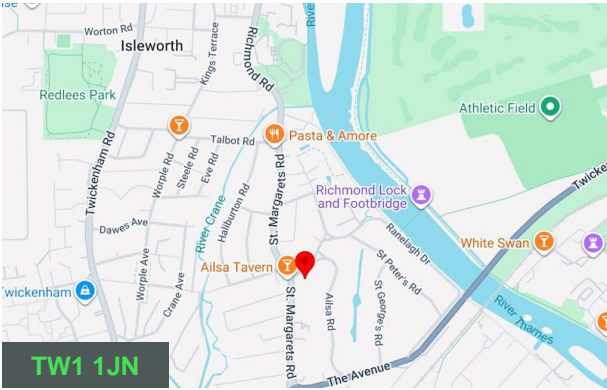 se
River
Worton Rd
Isleworth
Kings Terrace
Richmond Rd
Redlees Park
Athletic Field
Twickenham Rd
Talbot Rd
Pasta & Amore
Worple Rd
Steele Rd
Eve Rd
St. Margarets Rd
Twicke
Richmond Lock
and Footbridge
Haliburton Rd
River Crane
Dawes Ave
Ranelagh Dr
White Swan
Worple Ave
Crane Ave
Ailsa Tavern
St Peter's Rd
Twickenham
St. Margarets Rd
Ailsa Rd
St George's Rd
River Thames
The Avenue
TW1 1JN